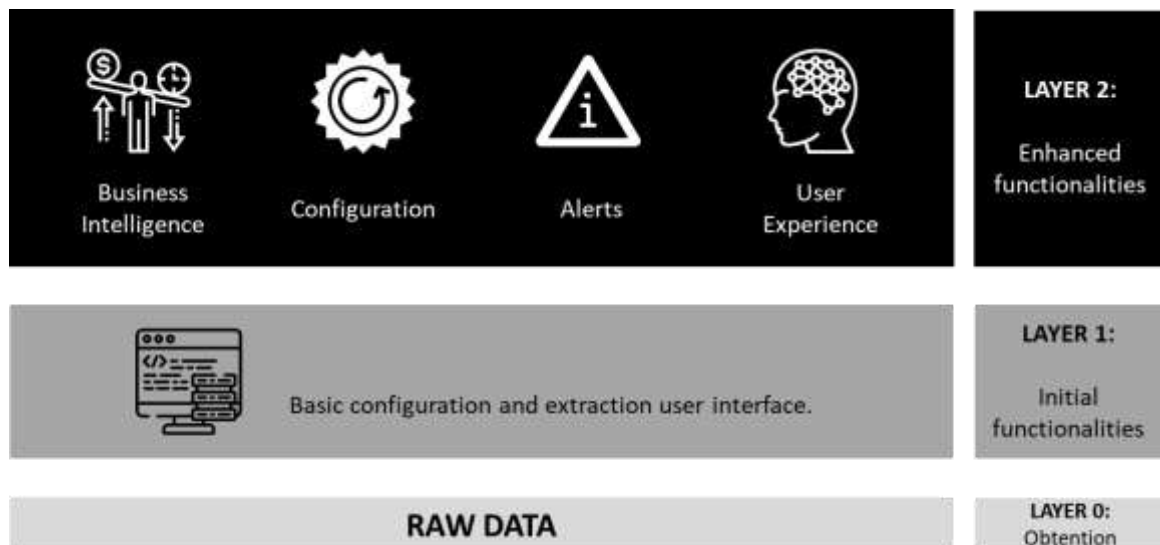 Business
Intelligence
Configuration
Alerts
User
Experience
LAYER 2:
Enhanced
functionalities
</>
Basic configuration and extraction user interface.
LAYER 1:
Initial
functionalities
RAW DATA
LAYER 0:
Obtention